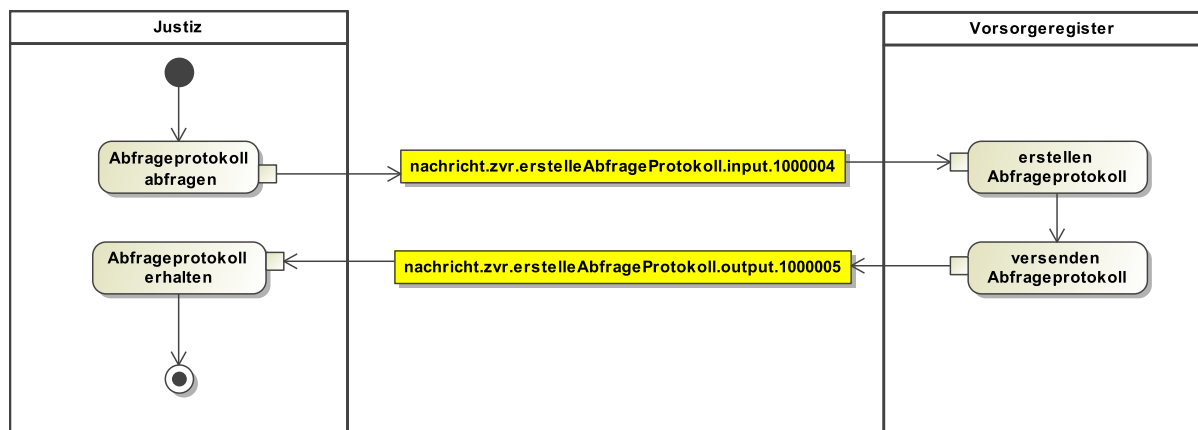 Justiz
Vorsorgeregister
Abfrageprotokoll
abfragen
nachricht.zvr.erstelleAbfrageProtokoll.input.1000004
erstellen
Abfrageprotokoll
Abfrageprotokoll
erhalten
nachricht.zvr.erstelleAbfrageProtokoll.output.1000005
versenden
Abfrageprotokoll